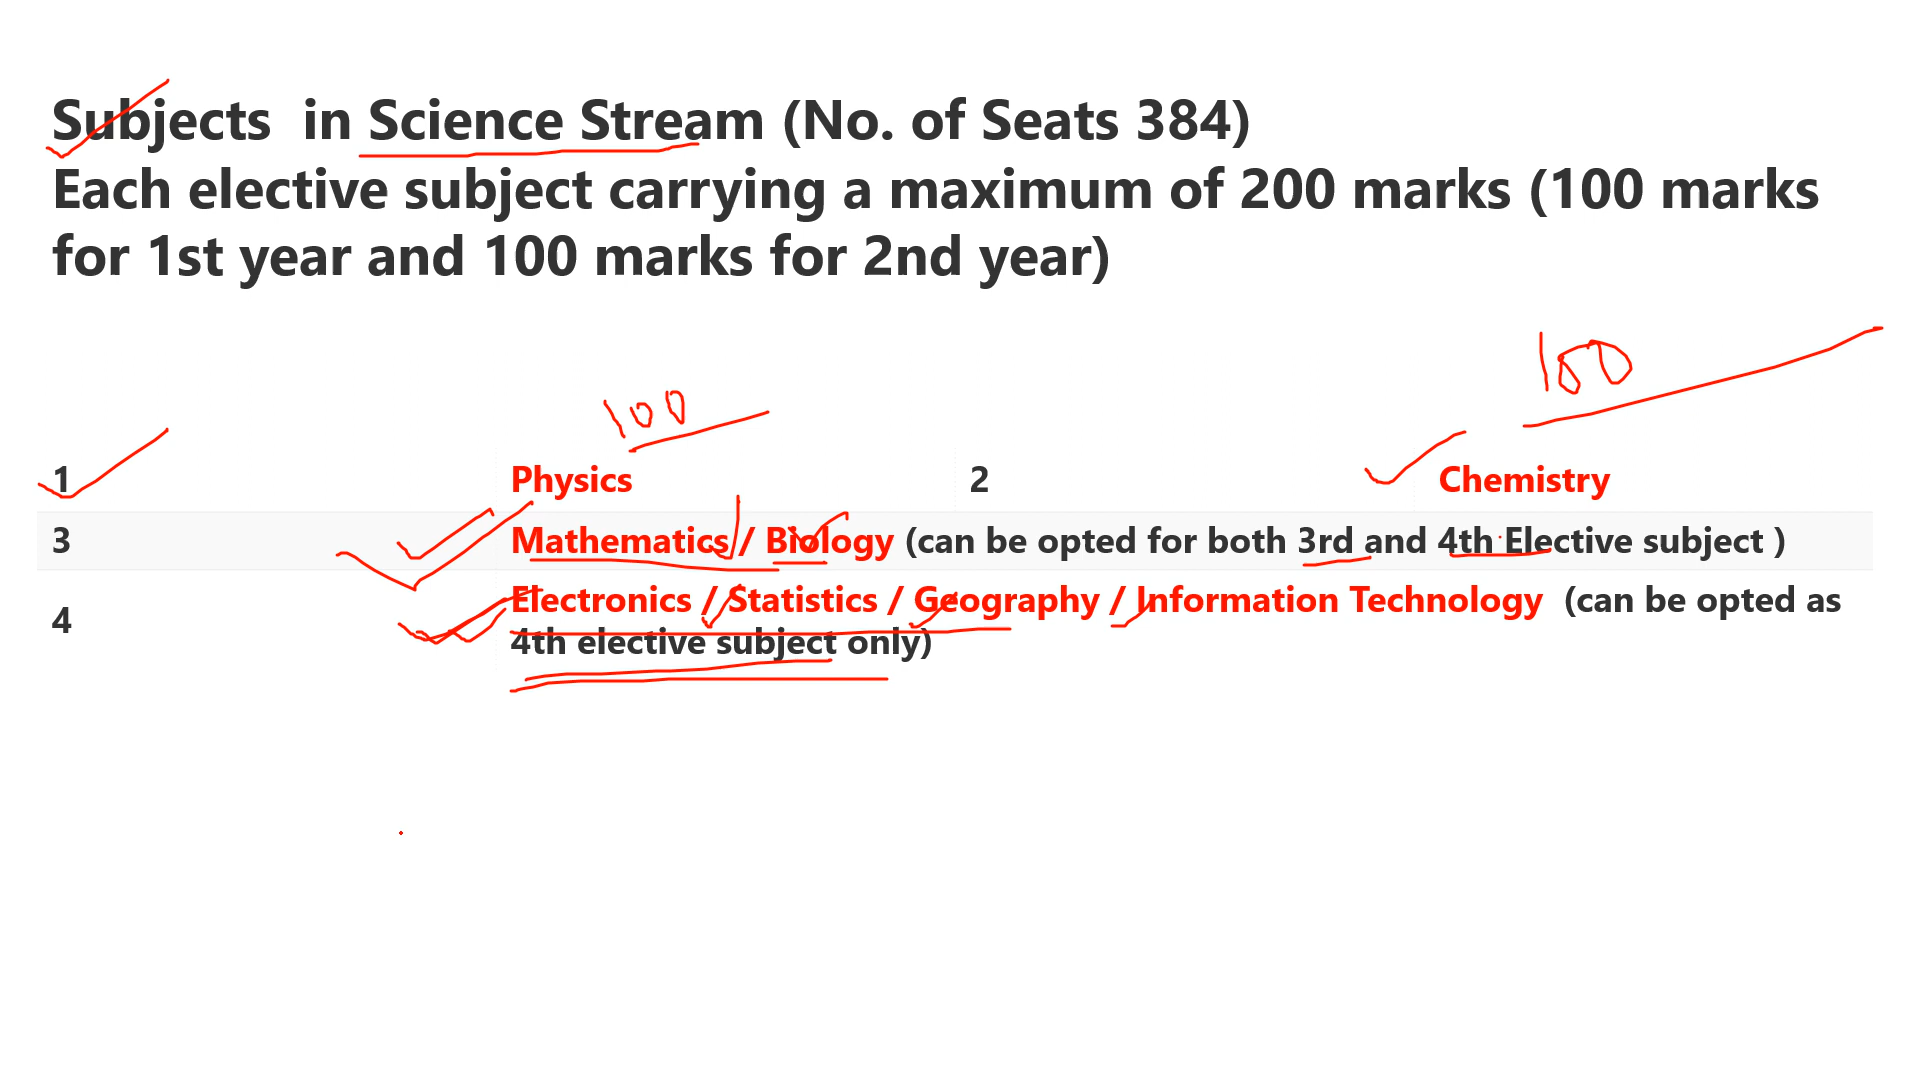 Subjects in Science Stream (No. of Seats 384)
Each elective subject carrying a maximum of 200 marks (100 marks
for 1st year and 100 marks for 2nd year)
100
100
1 Physics 2 Chemistry
3 Mathematics / Biology (can be opted for both 3rd and 4th Elective subject )
4 Electronics / Statistics / Geography / Information Technology (can be opted as
4th elective subject only)